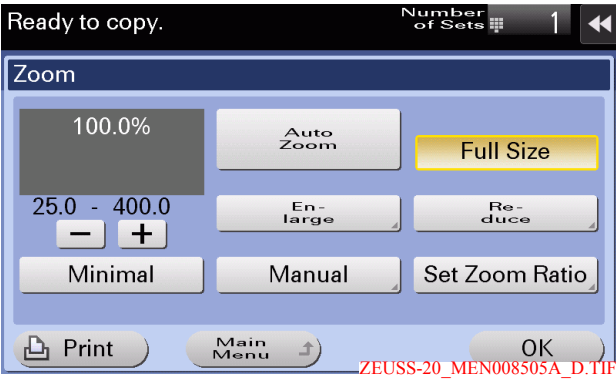 Ready to copy.
Number
of Sets
1
Zoom
100.0%
Auto
Zoom
Full Size
25.0 - 400.0
En-
large
Re-
duce
− +
Minimal
Manual
Set Zoom Ratio
Print
Main
Menu
OK
ZEUSS-20_MEN008505A_D.TIF